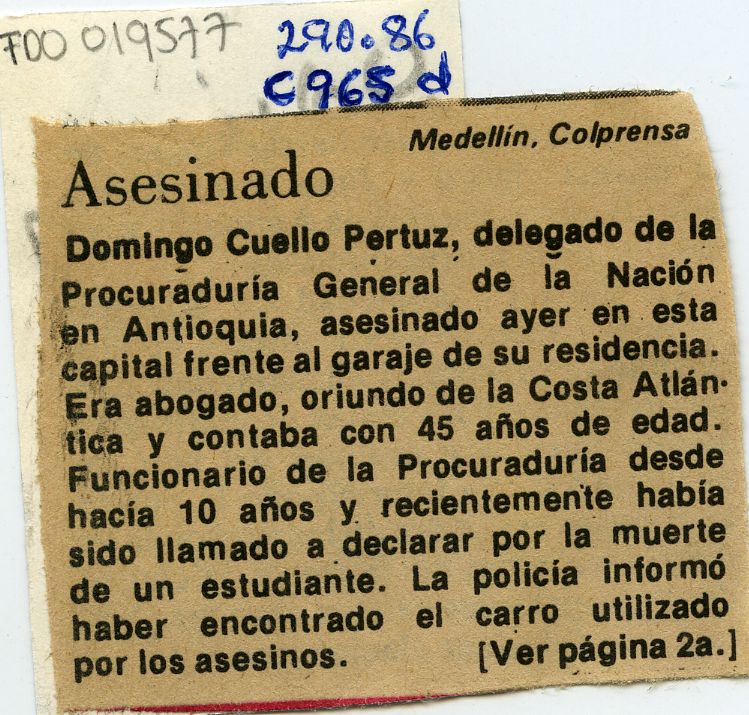 F00 019577
290.86
C965 d
Medellín, Colprensa
Asesinado
Domingo Cuello Pertuz, delegado de la
Procuraduría General de la Nación
en Antioquia, asesinado ayer en esta
capital frente al garaje de su residencia.
Era abogado, oriundo de la Costa Atlán-
tica y contaba con 45 años de edad.
Funcionario de la Procuraduría desde
hacía 10 años y recientemente había
sido llamado a declarar por la muerte
de un estudiante. La policía informó
haber encontrado el carro utilizado
por los asesinos. [Ver página 2a.]